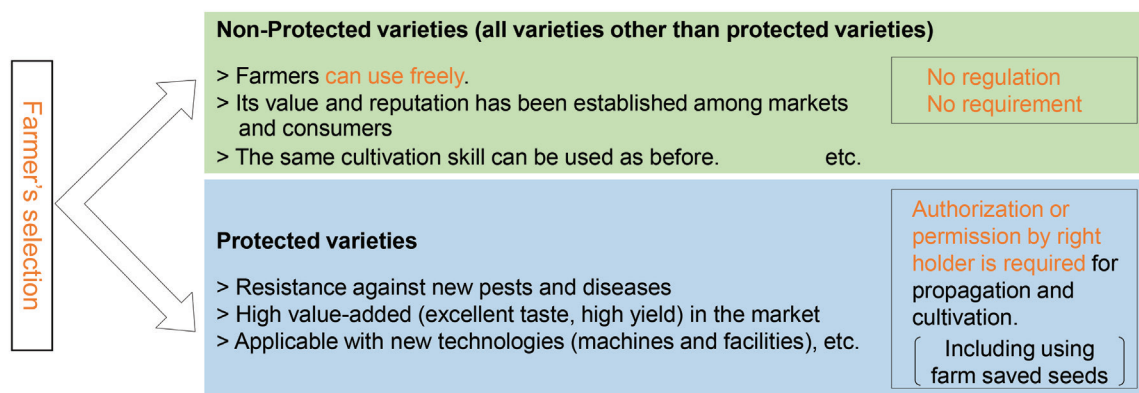 Farmer's selection
Non-Protected varieties (all varieties other than protected varieties)
> Farmers can use freely.
> Its value and reputation has been established among markets
and consumers
> The same cultivation skill can be used as before. etc.
No regulation
No requirement
Protected varieties
> Resistance against new pests and diseases
> High value-added (excellent taste, high yield) in the market
> Applicable with new technologies (machines and facilities), etc.
Authorization or
permission by right
holder is required for
propagation and
cultivation.
Including using
farm saved seeds